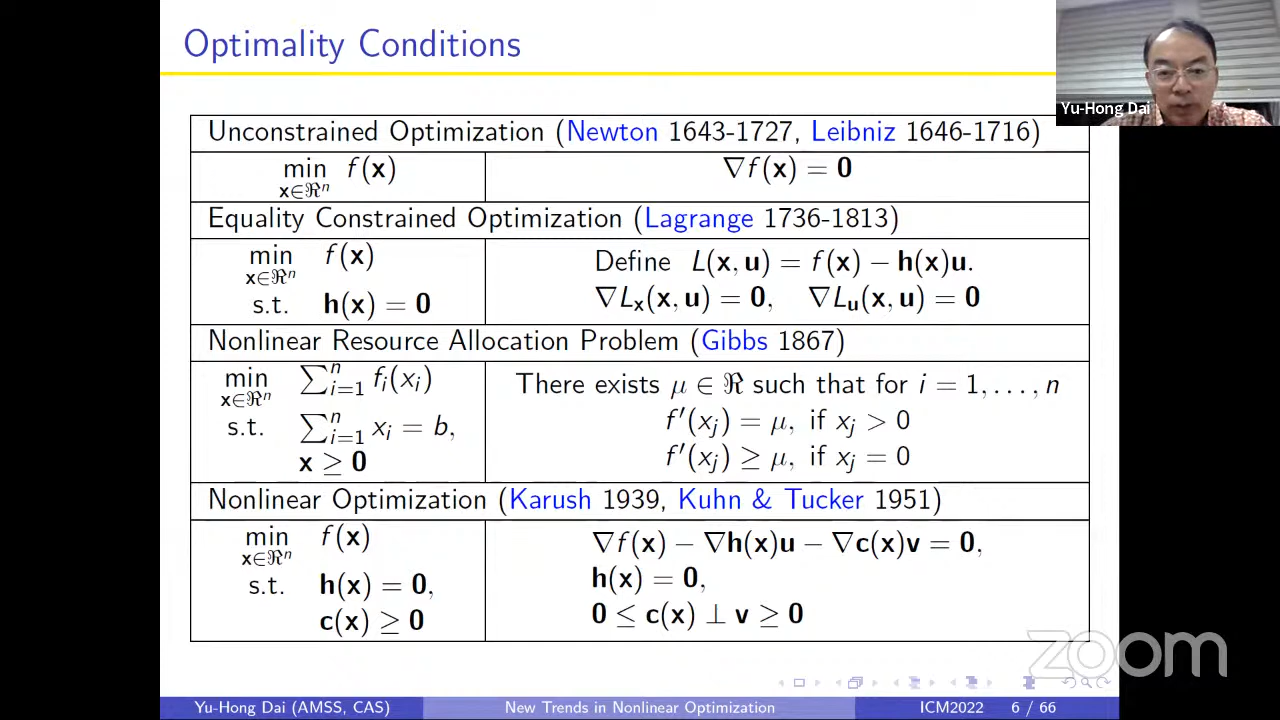 Optimality Conditions
Yu-Hong Dai
Unconstrained Optimization (Newton 1643-1727, Leibniz 1646-1716)
min x∈ℜⁿ f(x)
∇f(x) = 0
Equality Constrained Optimization (Lagrange 1736-1813)
min x∈ℜⁿ f(x)
s.t. h(x) = 0
Define L(x, u) = f(x) − h(x)u.
∇Lₓ(x, u) = 0, ∇L_u(x, u) = 0
Nonlinear Resource Allocation Problem (Gibbs 1867)
min x∈ℜⁿ ∑ⁿᵢ₌₁ fᵢ(xᵢ)
s.t. ∑ⁿᵢ₌₁ xᵢ = b,
x ≥ 0
There exists μ ∈ ℜ such that for i = 1, . . . , n
f′(xⱼ) = μ, if xⱼ > 0
f′(xⱼ) ≥ μ, if xⱼ = 0
Nonlinear Optimization (Karush 1939, Kuhn & Tucker 1951)
min x∈ℜⁿ f(x)
s.t. h(x) = 0,
c(x) ≥ 0
∇f(x) − ∇h(x)u − ∇c(x)v = 0,
h(x) = 0,
0 ≤ c(x) ⊥ v ≥ 0
zoom
Yu-Hong Dai (AMSS, CAS) New Trends in Nonlinear Optimization ICM2022 6 / 66